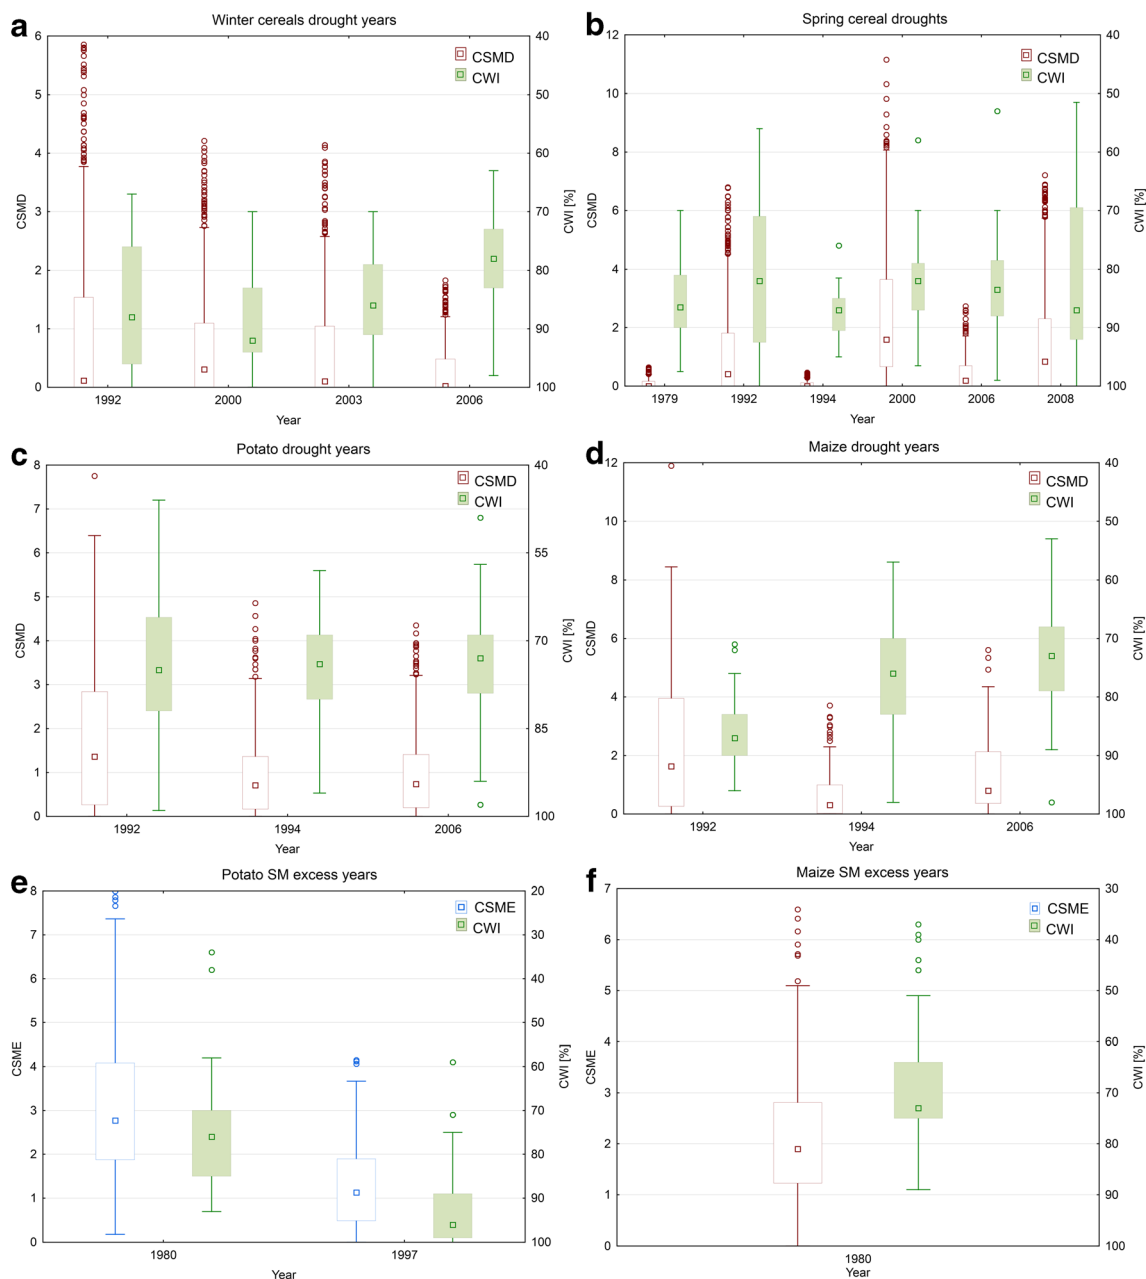 a
Winter cereals drought years
6
5
4
3
2
1
0
CSMD
40
50
60
70
80
90
100
CWI [%]
CSMD
CWI
1992 2000 2003 2006
Year
b
Spring cereal droughts
12
10
8
6
4
2
0
CSMD
40
50
60
70
80
90
100
CWI [%]
CSMD
CWI
1979 1992 1994 2000 2006 2008
Year
c
Potato drought years
8
7
6
5
4
3
2
1
0
CSMD
40
55
70
85
100
CWI [%]
CSMD
CWI
1992 1994 2006
Year
d
Maize drought years
12
10
8
6
4
2
0
CSMD
40
50
60
70
80
90
100
CWI [%]
CSMD
CWI
1992 1994 2006
Year
e
Potato SM excess years
8
7
6
5
4
3
2
1
0
CSME
20
30
40
50
60
70
80
90
100
CWI [%]
CSME
CWI
1980 1997
Year
f
Maize SM excess years
7
6
5
4
3
2
1
0
CSME
30
40
50
60
70
80
90
100
CWI [%]
CSME
CWI
1980
Year